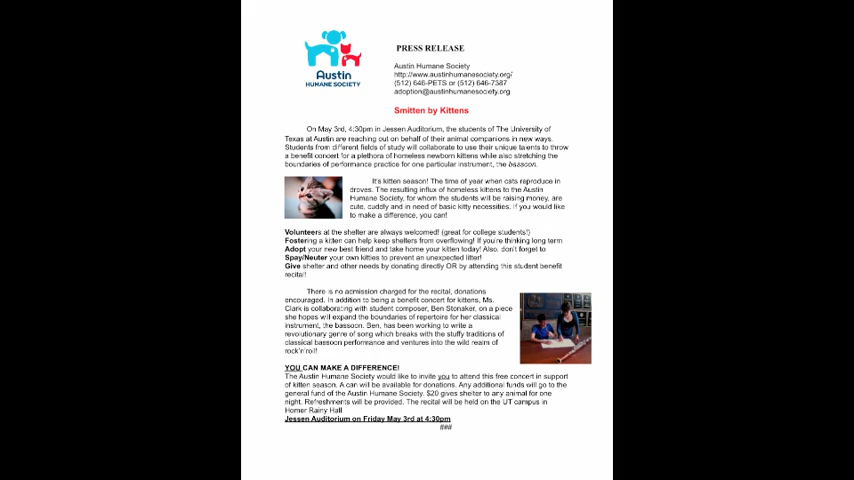 Austin
HUMANE SOCIETY
PRESS RELEASE
Austin Humane Society
http://www.austinhumanesociety.org/
(512) 646-PETS or (512) 646-7387
adoption@austinhumanesociety.org
Smitten by Kittens
On May 3rd, 4:30pm in Jessen Auditorium, the students of The University of
Texas at Austin are reaching out on behalf of their animal companions in new ways.
Students from different fields of study will collaborate to use their unique talents to throw
a benefit concert for a plethora of homeless newborn kittens while also stretching the
boundaries of performance practice for one particular instrument, the bassoon.
It's kitten season! The time of year when cats reproduce in
droves. The resulting influx of homeless kittens to the Austin
Humane Society, for whom the students will be raising money, are
cute, cuddly and in need of basic kitty necessities. If you would like
to make a difference, you can!
Volunteers at the shelter are always welcomed! (great for college students!)
Fostering a kitten can help keep shelters from overflowing! If you're thinking long term
Adopt your new best friend and take home your kitten today! Also, don't forget to
Spay/Neuter your own kitties to prevent an unexpected litter!
Give shelter and other needs by donating directly OR by attending this student benefit
recital!
There is no admission charged for the recital, donations
encouraged. In addition to being a benefit concert for kittens, Ms.
Clark is collaborating with student composer, Ben Stonaker, on a piece
she hopes will expand the boundaries of repertoire for her classical
instrument, the bassoon. Ben, has been working to write a
revolutionary genre of song which breaks with the stuffy traditions of
classical bassoon performance and ventures into the wild realm of
rock'n'roll!
YOU CAN MAKE A DIFFERENCE!
The Austin Humane Society would like to invite you to attend this free concert in support
of kitten season. A can will be available for donations. Any additional funds will go to the
general fund of the Austin Humane Society. $20 gives shelter to any animal for one
night. Refreshments will be provided. The recital will be held on the UT campus in
Homer Rainy Hall
Jessen Auditorium on Friday May 3rd at 4:30pm
###